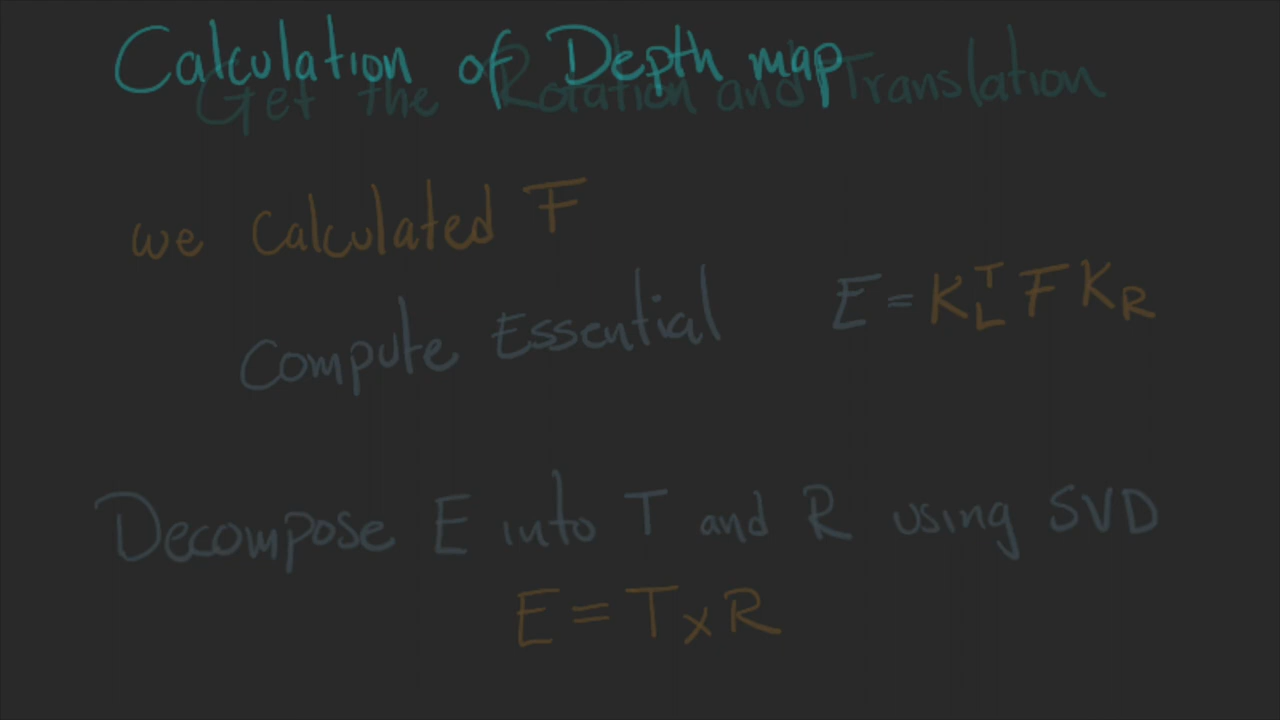 Calculation of Depth map
Get the Rotation and Translation
we Calculated F
Compute Essential E = K_L^T F K_R
Decompose E into T and R using SVD
E = T_x R